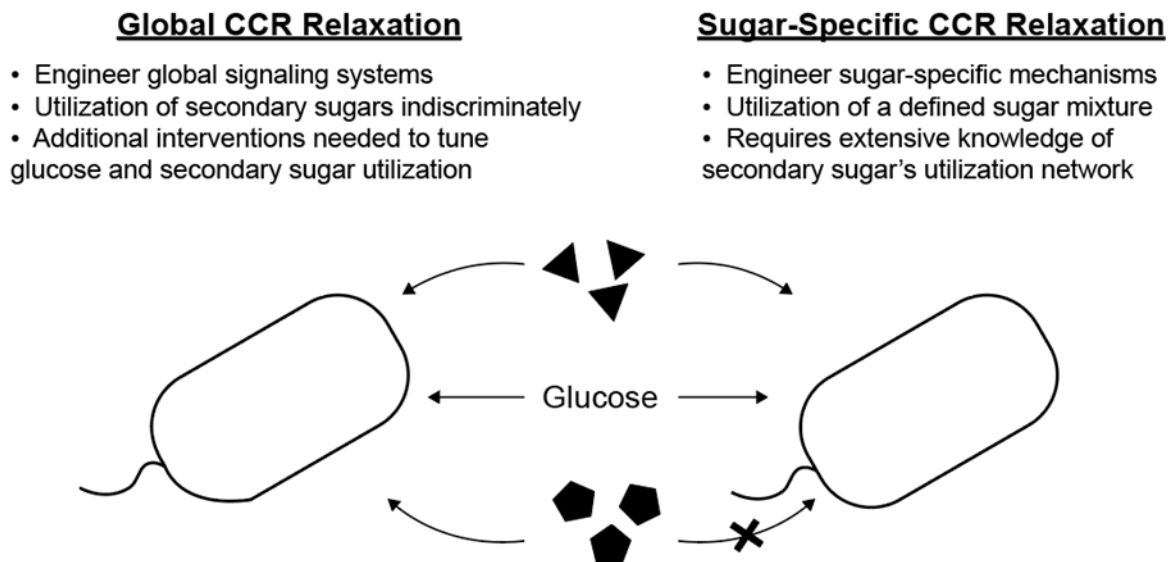 Global CCR Relaxation
• Engineer global signaling systems
• Utilization of secondary sugars indiscriminately
• Additional interventions needed to tune
glucose and secondary sugar utilization
Sugar-Specific CCR Relaxation
• Engineer sugar-specific mechanisms
• Utilization of a defined sugar mixture
• Requires extensive knowledge of
secondary sugar's utilization network
Glucose